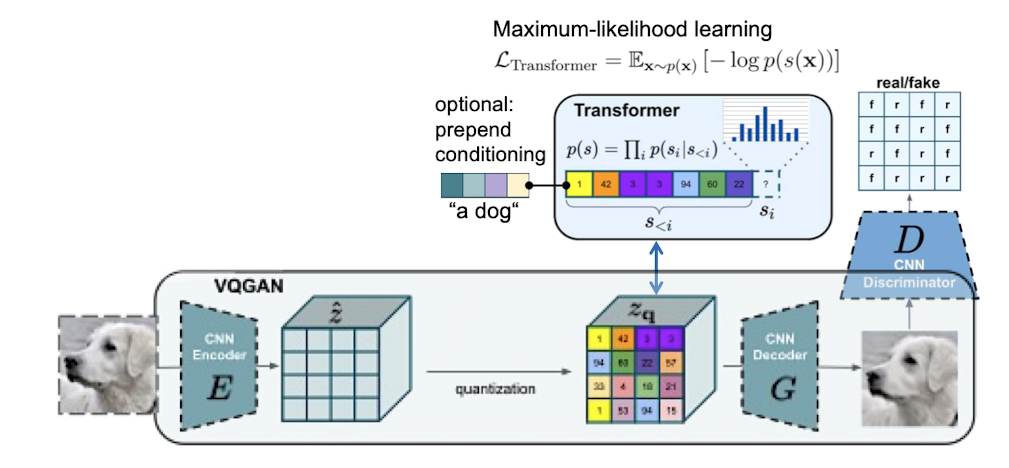 Maximum-likelihood learning
$\mathcal{L}_{\text{Transformer}} = \mathbb{E}_{\mathbf{x} \sim p(\mathbf{x})} [-\log p(s(\mathbf{x}))]$
real/fake
f r f r
f f r f
r f r f
f r r r
optional:
prepend
conditioning
"a dog"
Transformer
$p(s) = \prod_i p(s_i|s_{<i})$
1 42 3 3 94 60 22 ?
$s_{<i}$
$s_i$
D
CNN
Discriminator
VQGAN
CNN
Encoder
E
$\hat{z}$
quantization
$z_{\mathbf{q}}$
1 42 3 3
94 60 22 57
33 4 18 21
1 53 94 15
CNN
Decoder
G